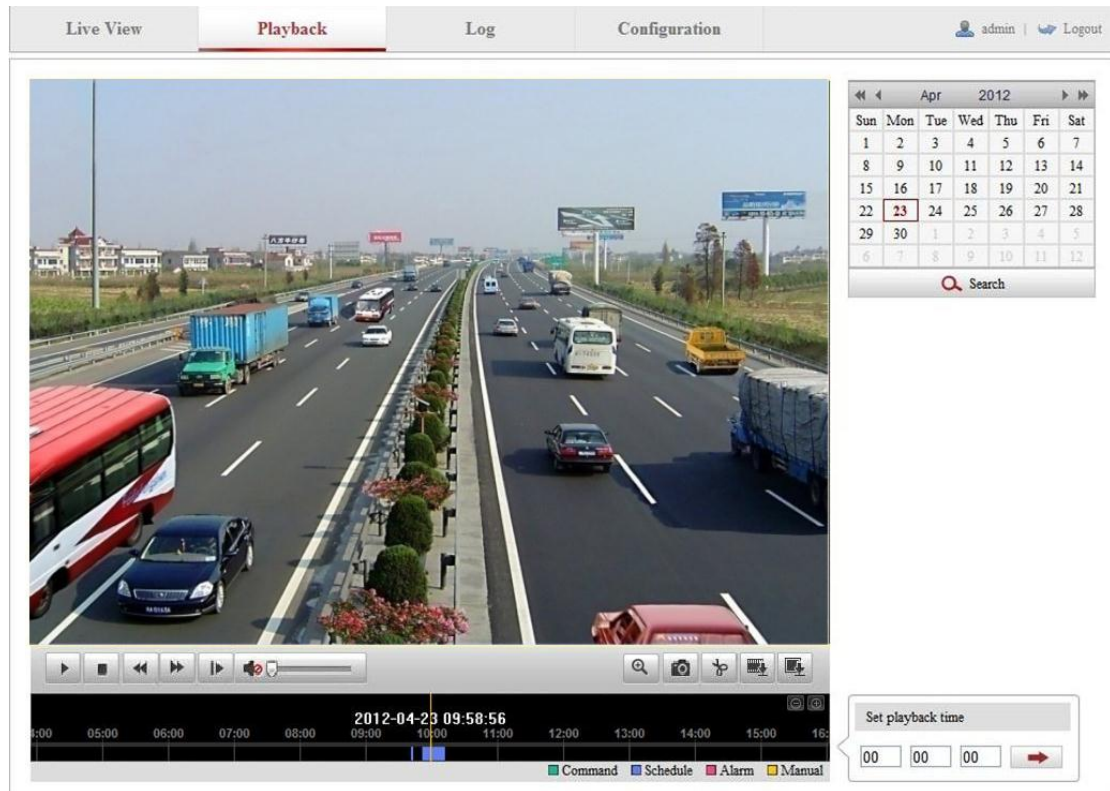 Live View Playback Log Configuration admin | Logout
Apr 2012
Sun Mon Tue Wed Thu Fri Sat
1 2 3 4 5 6 7
8 9 10 11 12 13 14
15 16 17 18 19 20 21
22 23 24 25 26 27 28
29 30 1 2 3 4 5
6 7 8 9 10 11 12
Search
2012-04-23 09:58:56
4:00 05:00 06:00 07:00 08:00 09:00 10:00 11:00 12:00 13:00 14:00 15:00 16:
Command Schedule Alarm Manual
Set playback time
00 00 00